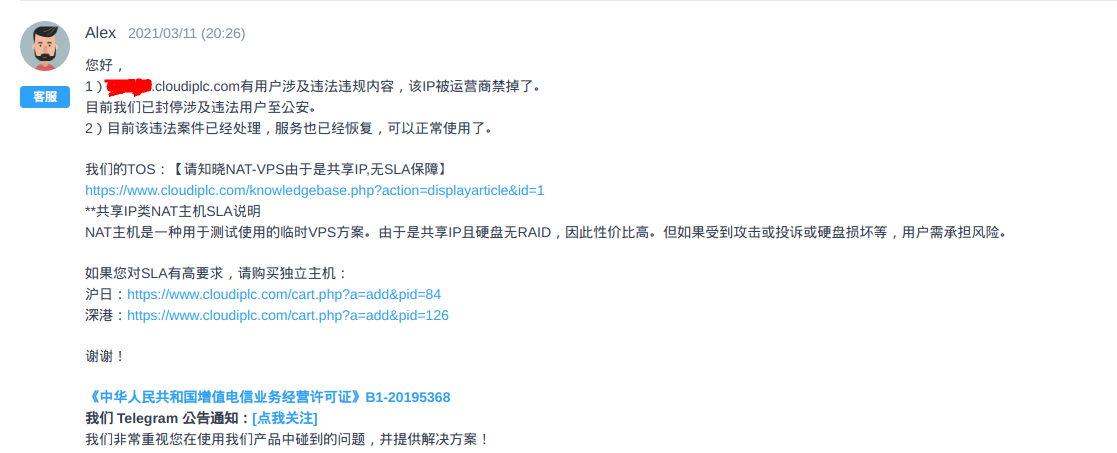 Alex 2021/03/11 (20:26)
客服
您好，
1）.cloudiplc.com有用户涉及违法违规内容，该IP被运营商禁掉了。
目前我们已封停涉及违法用户至公安。
2）目前该违法案件已经处理，服务也已经恢复，可以正常使用了。
我们的TOS：【请知晓NAT-VPS由于是共享IP,无SLA保障】
https://www.cloudiplc.com/knowledgebase.php?action=displayarticle&id=1
**共享IP类NAT主机SLA说明
NAT主机是一种用于测试使用的临时VPS方案。由于是共享IP且硬盘无RAID，因此性价比高。但如果受到攻击或投诉或硬盘损坏等，用户需承担风险。
如果您对SLA有高要求，请购买独立主机：
沪日：https://www.cloudiplc.com/cart.php?a=add&pid=84
深港：https://www.cloudiplc.com/cart.php?a=add&pid=126
谢谢！
《中华人民共和国增值电信业务经营许可证》B1-20195368
我们 Telegram 公告通知：[点我关注]
我们非常重视您在使用我们产品中碰到的问题，并提供解决方案！